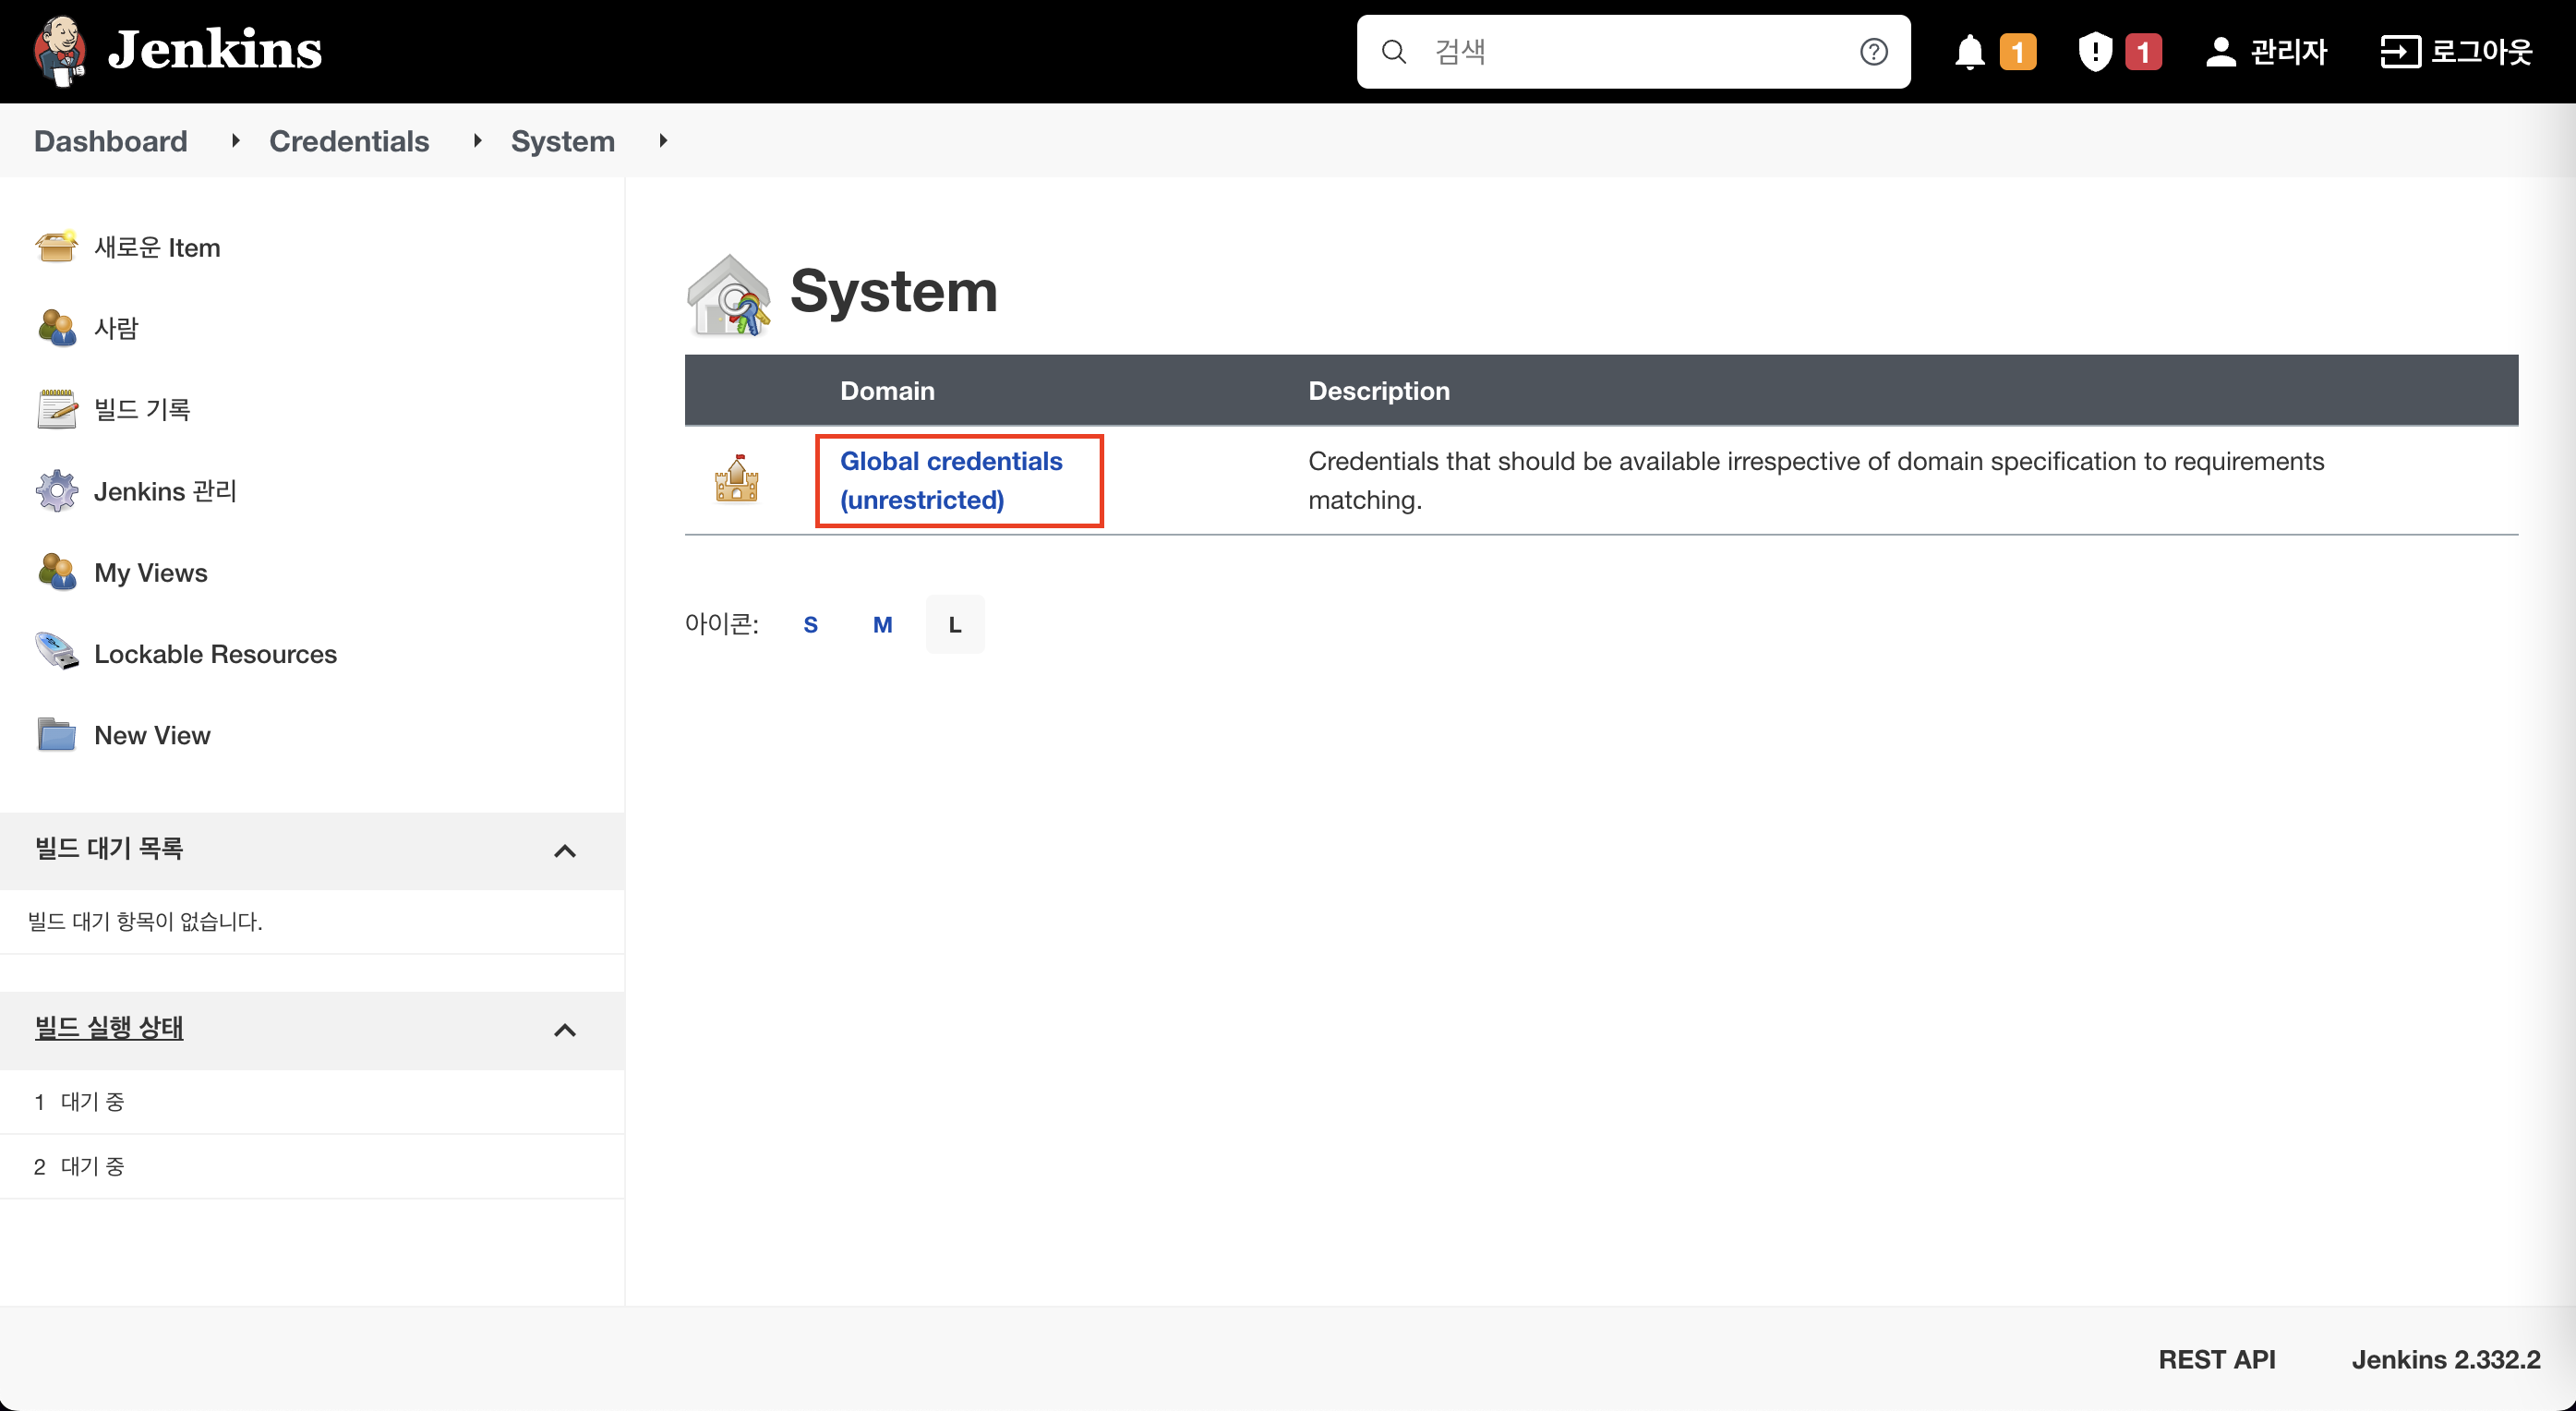 Jenkins
검색
1
1
관리자
로그아웃
Dashboard
Credentials
System
새로운 Item
사람
빌드 기록
Jenkins 관리
My Views
Lockable Resources
New View
빌드 대기 목록
빌드 대기 항목이 없습니다.
빌드 실행 상태
1 대기 중
2 대기 중
System
Domain Description
Global credentials
(unrestricted)
Credentials that should be available irrespective of domain specification to requirements
matching.
아이콘: S M L
REST API
Jenkins 2.332.2